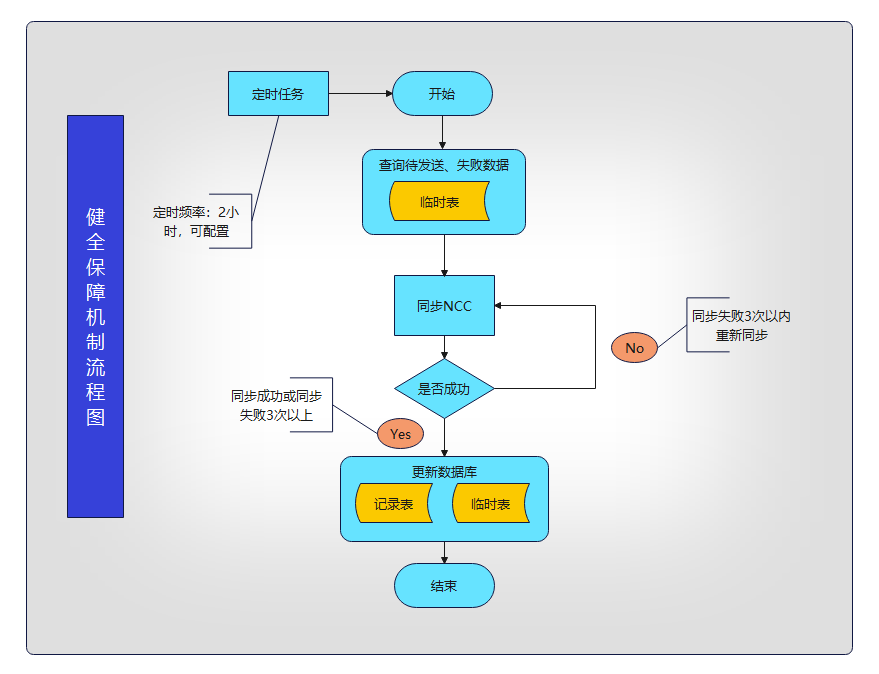 健全保障机制流程图
定时任务
开始
定时频率：2小
时，可配置
查询待发送、失败数据
临时表
同步NCC
同步失败3次以内
重新同步
No
是否成功
同步成功或同步
失败3次以上
Yes
更新数据库
记录表
临时表
结束